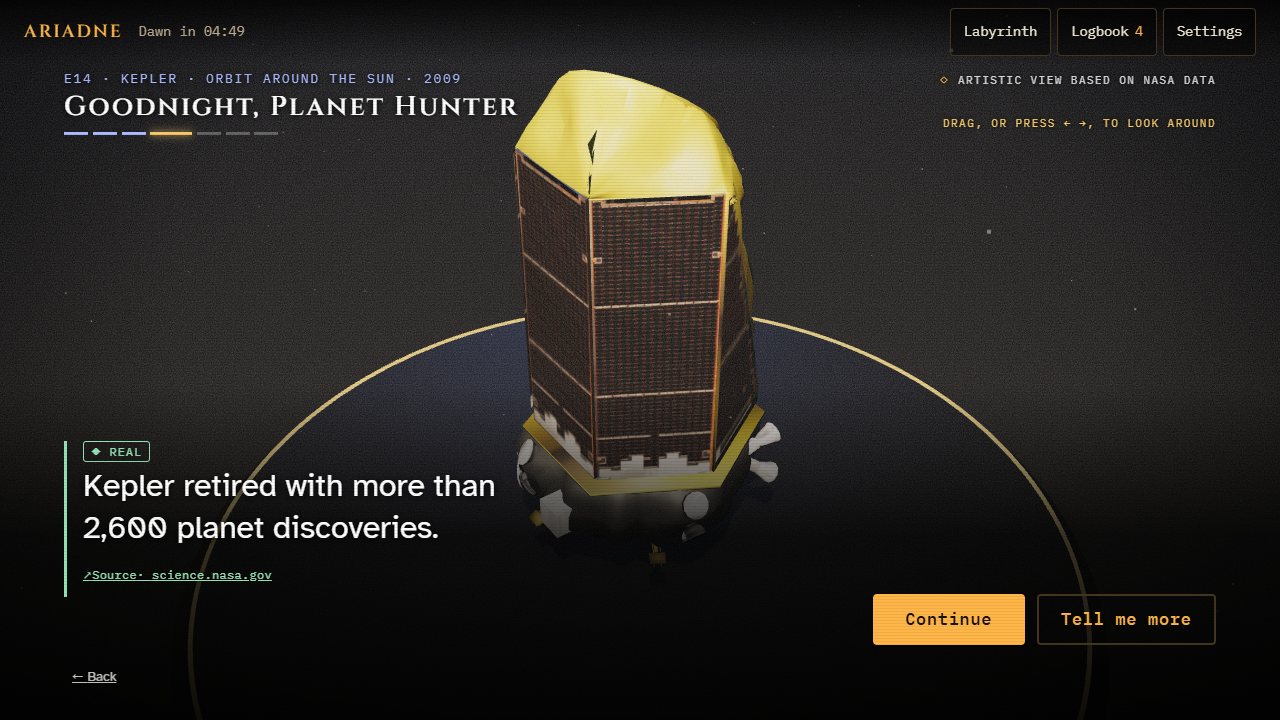 ARIADNE Dawn in 04:49 Labyrinth Logbook 4 Settings
E14 · KEPLER · ORBIT AROUND THE SUN · 2009
GOODNIGHT, PLANET HUNTER
◇ ARTISTIC VIEW BASED ON NASA DATA
DRAG, OR PRESS ← →, TO LOOK AROUND
◆ REAL
Kepler retired with more than
2,600 planet discoveries.
↗Source· science.nasa.gov
Continue Tell me more
← Back